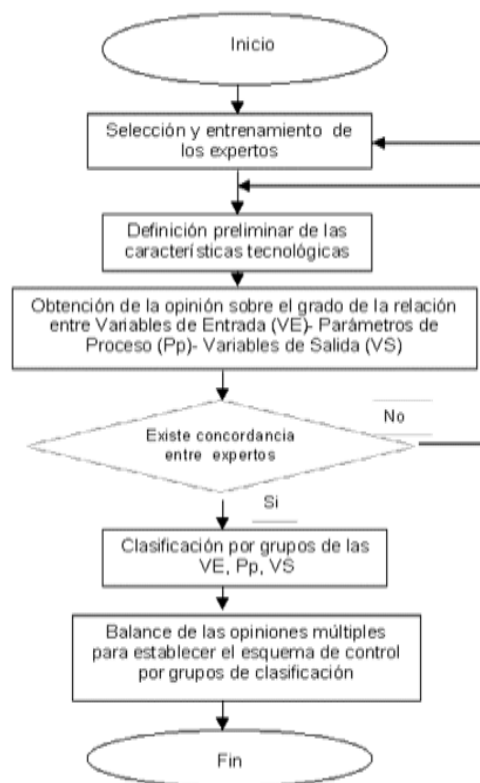 Inicio
Selección y entrenamiento de
los expertos
Definición preliminar de las
características tecnológicas
Obtención de la opinión sobre el grado de la relación
entre Variables de Entrada (VE)- Parámetros de
Proceso (Pp)- Variables de Salida (VS)
No
Existe concordancia
entre expertos
Si
Clasificación por grupos de las
VE, Pp, VS
Balance de las opiniones múltiples
para establecer el esquema de control
por grupos de clasificación
Fin